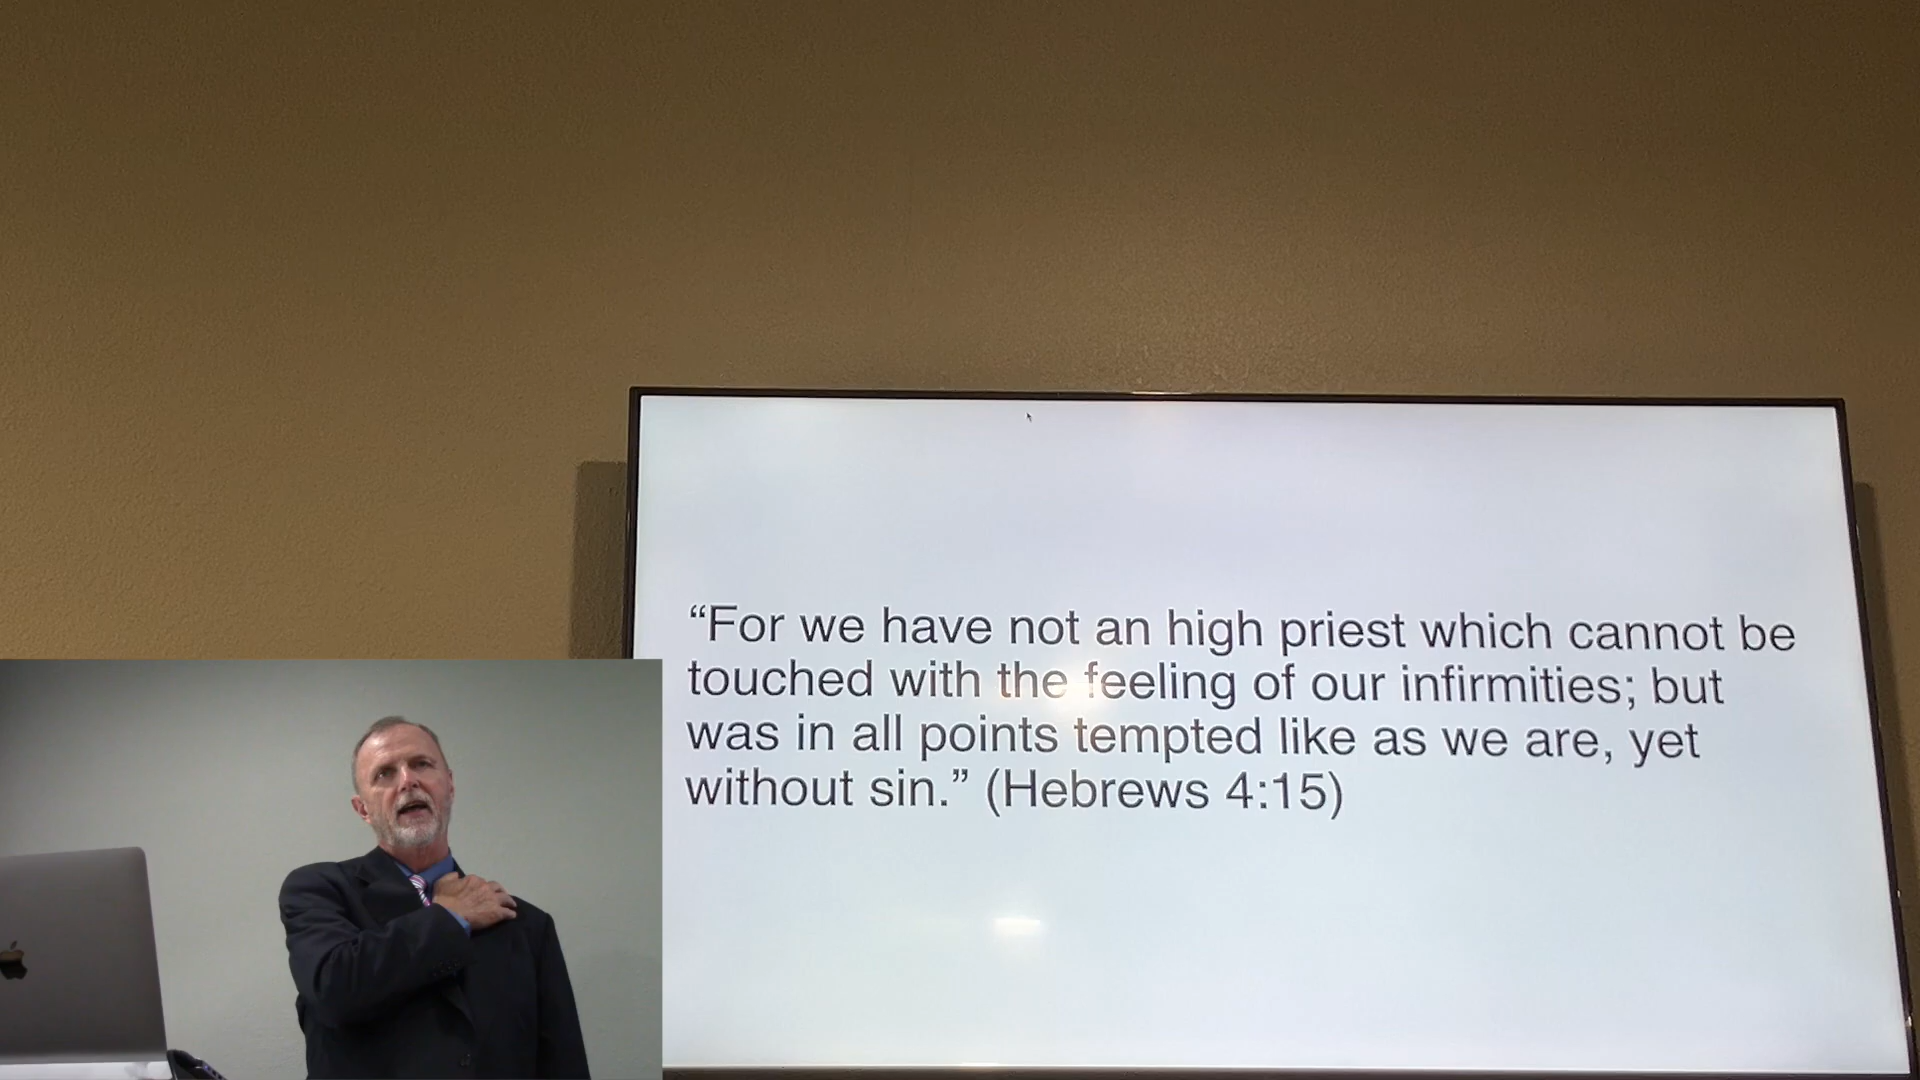 “For we have not an high priest which cannot be
touched with the feeling of our infirmities; but
was in all points tempted like as we are, yet
without sin.” (Hebrews 4:15)